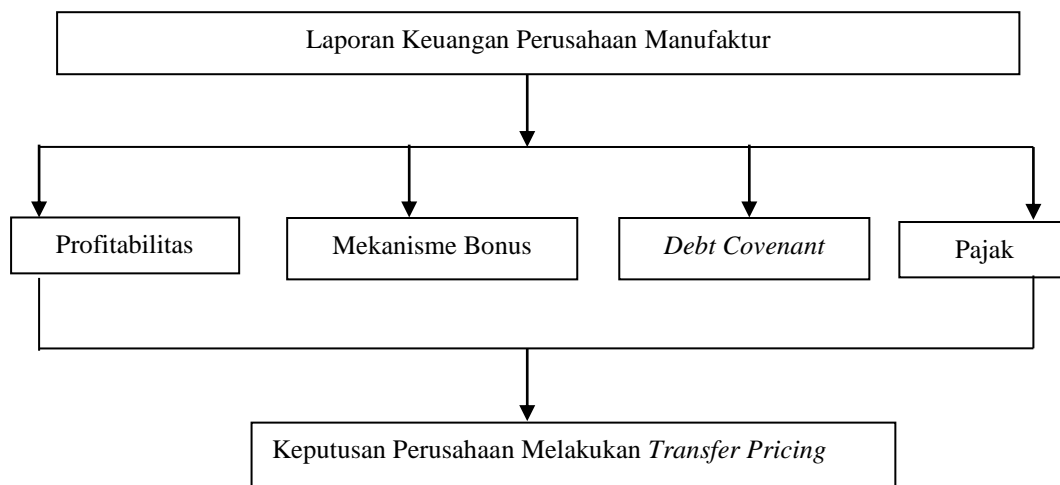 Laporan Keuangan Perusahaan Manufaktur
Profitabilitas
Mekanisme Bonus
Debt Covenant
Pajak
Keputusan Perusahaan Melakukan Transfer Pricing